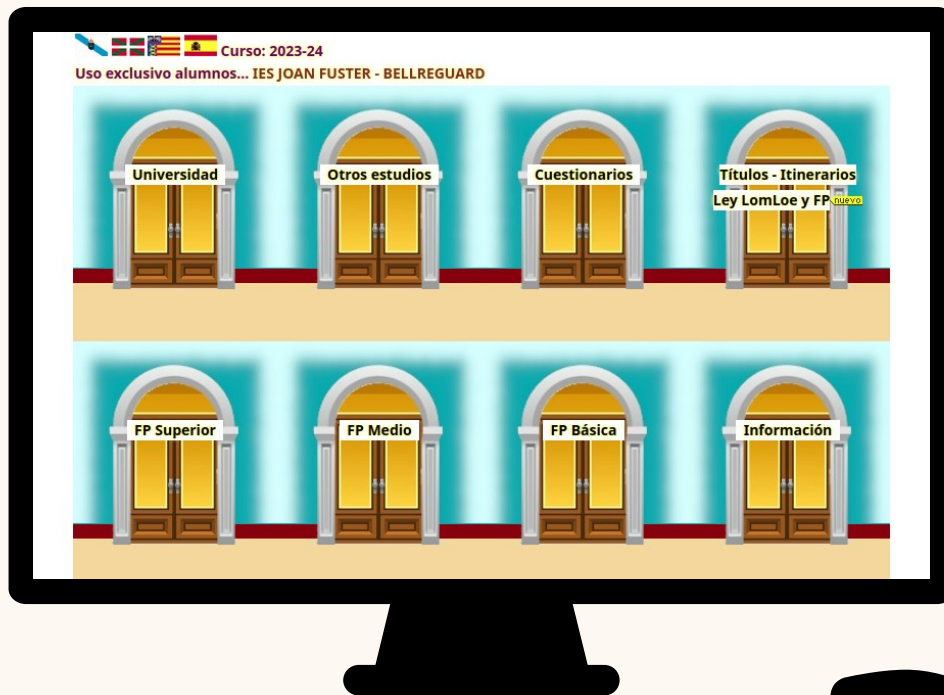 Curso: 2023-24
Uso exclusivo alumnos... IES JOAN FUSTER - BELLREGUARD
Universidad
Otros estudios
Cuestionarios
Títulos - Itinerarios
Ley LomLoe y FP nuevo
FP Superior
FP Medio
FP Básica
Información